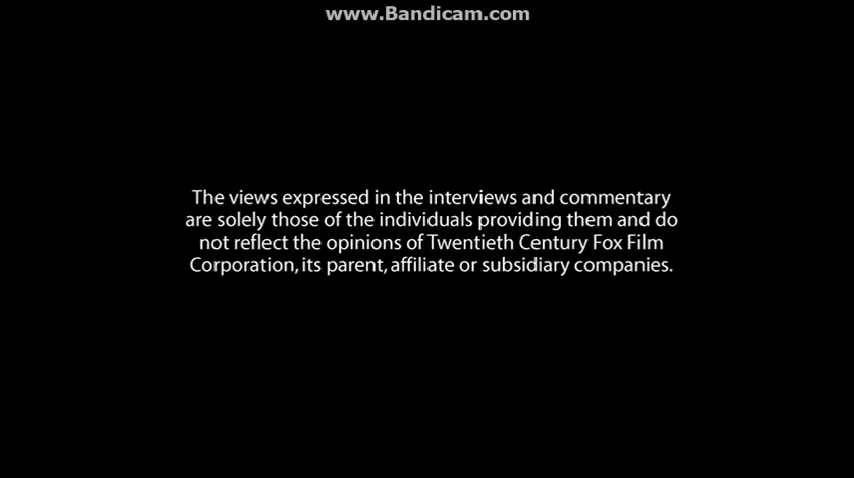 www.Bandicam.com
The views expressed in the interviews and commentary
are solely those of the individuals providing them and do
not reflect the opinions of Twentieth Century Fox Film
Corporation, its parent, affiliate or subsidiary companies.